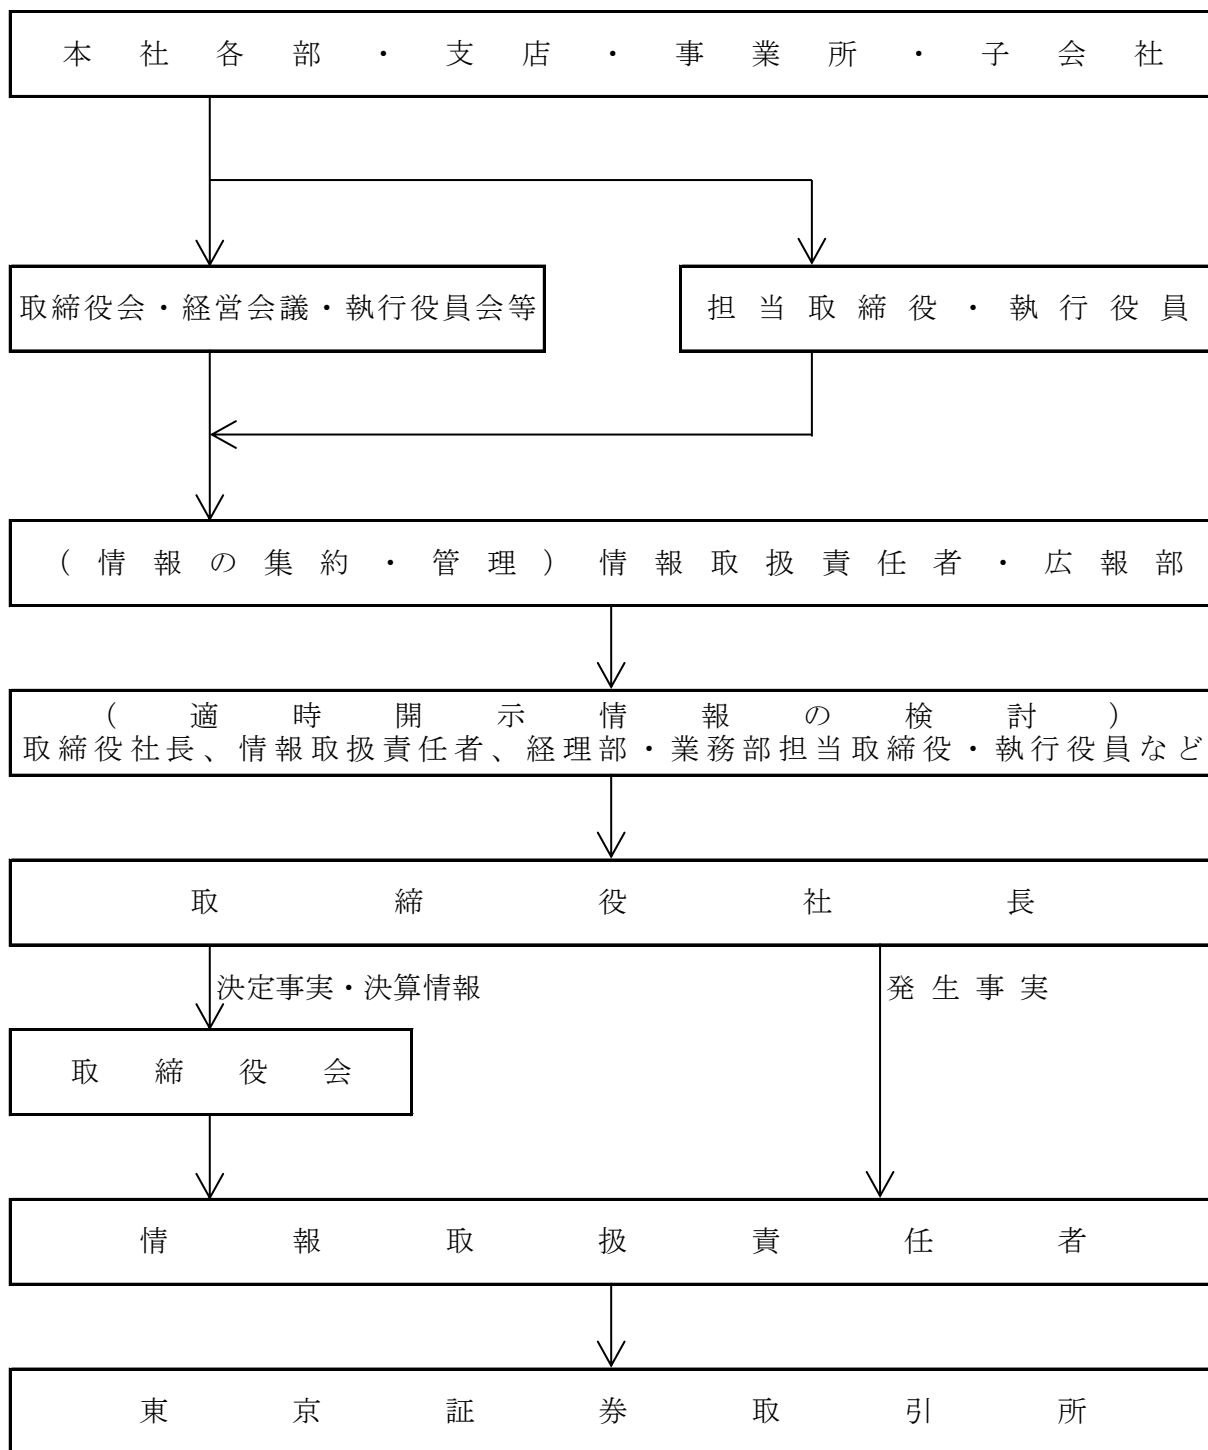 本社各部・支店・事業所・子会社
取締役会・経営会議・執行役員会等
担当取締役・執行役員
（情報の集約・管理）情報取扱責任者・広報部
（適時開示情報の検討）
取締役社長、情報取扱責任者、経理部・業務部担当取締役・執行役員など
取締役社長
決定事実・決算情報
発生事実
取締役会
情報取扱責任者
東京証券取引所